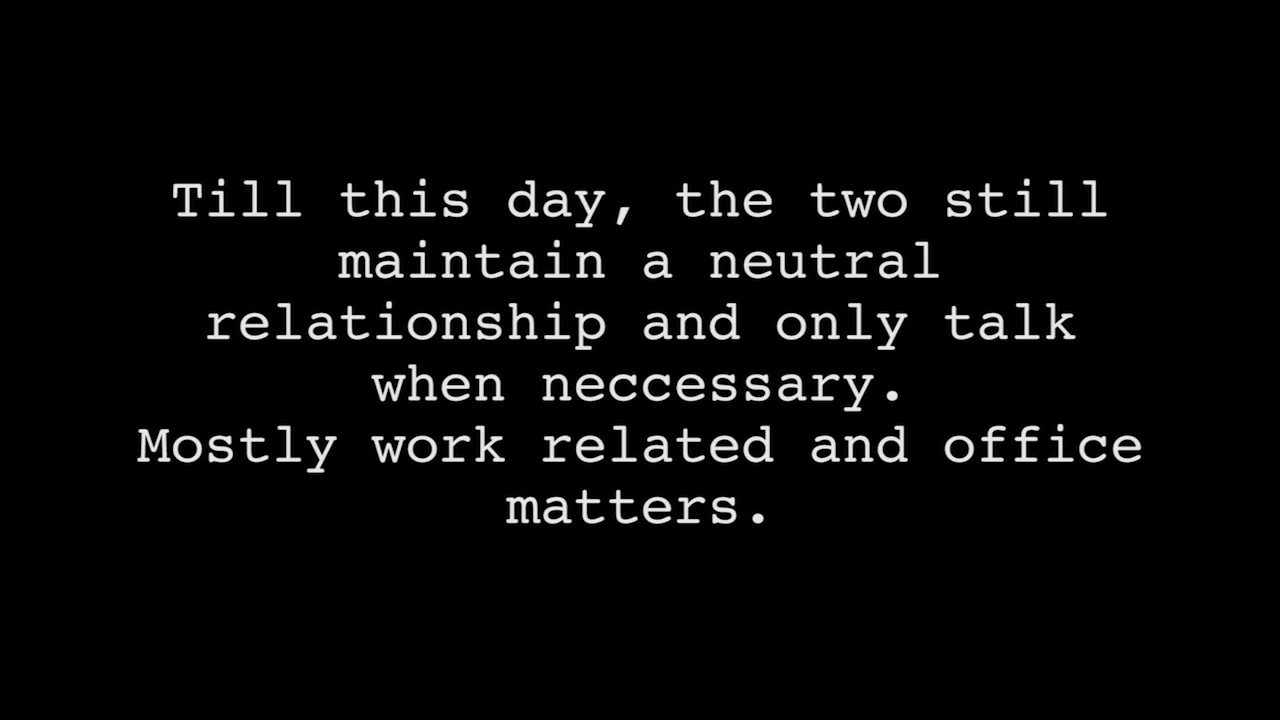 Till this day, the two still
maintain a neutral
relationship and only talk
when neccessary.
Mostly work related and office
matters.